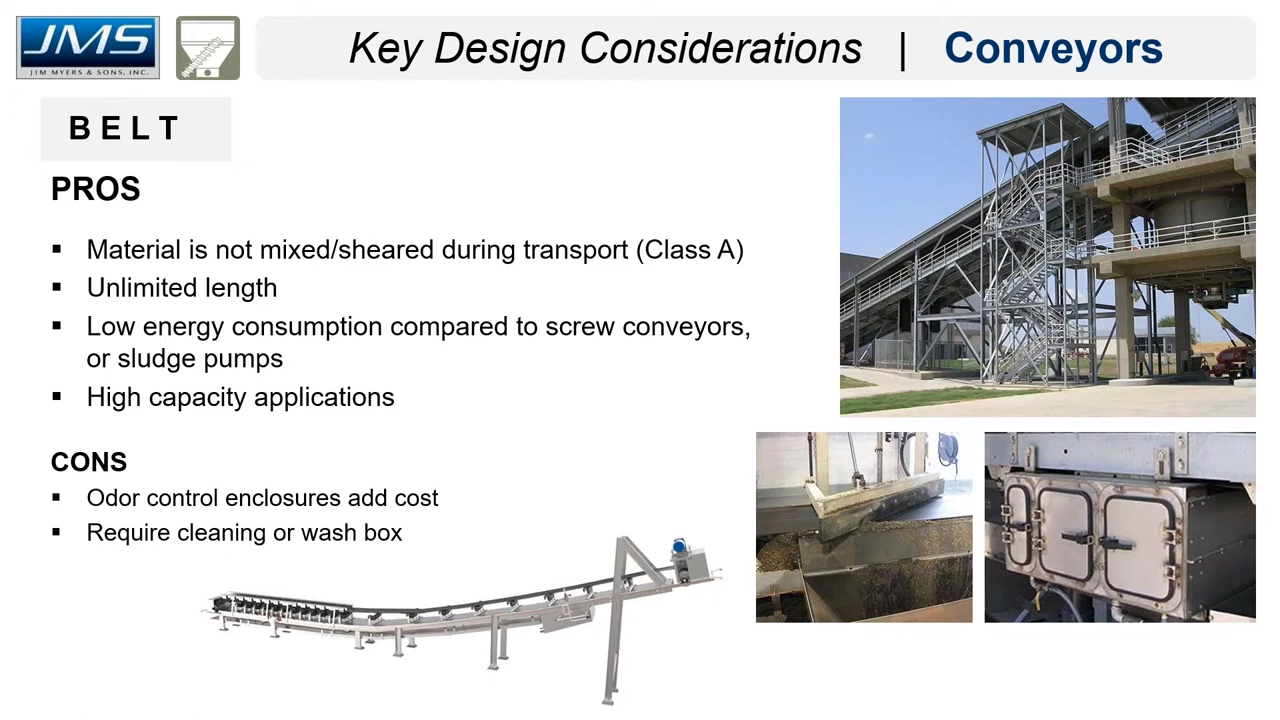 JMS
JIM MYERS & SONS, INC.
Key Design Considerations | Conveyors
BELT
PROS
▪ Material is not mixed/sheared during transport (Class A)
▪ Unlimited length
▪ Low energy consumption compared to screw conveyors,
or sludge pumps
▪ High capacity applications
CONS
▪ Odor control enclosures add cost
▪ Require cleaning or wash box